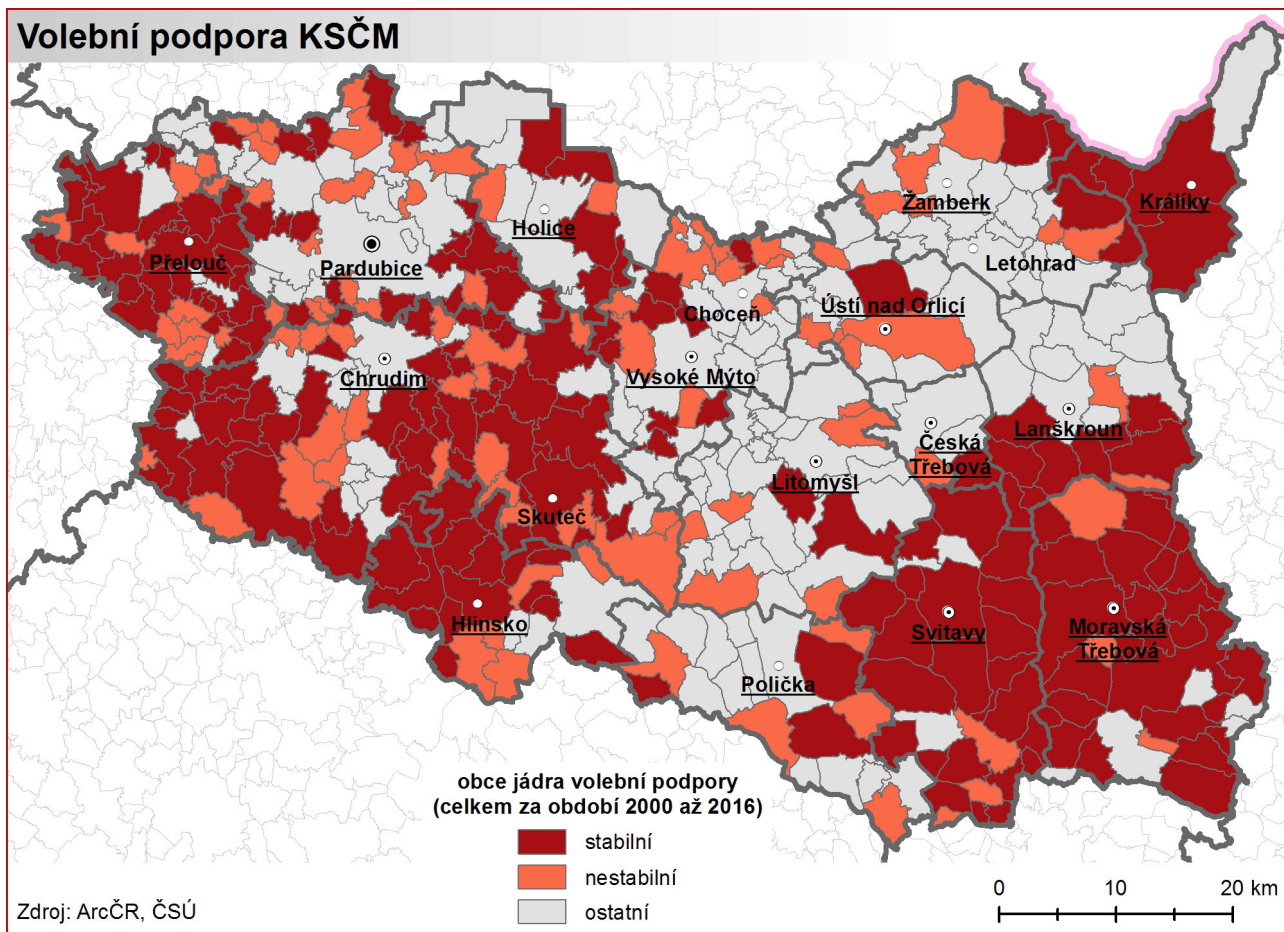 Volební podpora KSČM
Žamberk
Králíky
Holice
Přelouč
Pardubice
Letohrad
Choceň
Ústí nad Orlicí
Chrudim
Vysoké Mýto
Lanškroun
Česká
Třebová
Litomyšl
Skuteč
Hlinsko
Svitavy
Moravská
Třebová
Polička
obce jádra volební podpory
(celkem za období 2000 až 2016)
stabilní
nestabilní
ostatní
Zdroj: ArcČR, ČSÚ
0 10 20 km